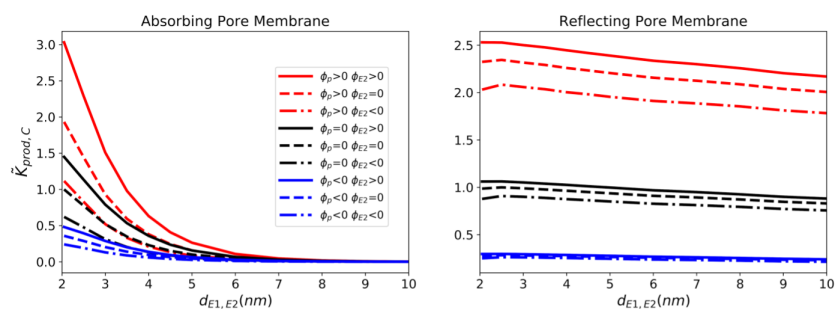 Absorbing Pore Membrane
K̃prod, C
3.0
2.5
2.0
1.5
1.0
0.5
0.0
ϕp>0 ϕE2>0
ϕp>0 ϕE2=0
ϕp>0 ϕE2<0
ϕp=0 ϕE2>0
ϕp=0 ϕE2=0
ϕp=0 ϕE2<0
ϕp<0 ϕE2>0
ϕp<0 ϕE2=0
ϕp<0 ϕE2<0
2 3 4 5 6 7 8 9 10
dE1, E2(nm)
Reflecting Pore Membrane
2.5
2.0
1.5
1.0
0.5
2 3 4 5 6 7 8 9 10
dE1, E2(nm)